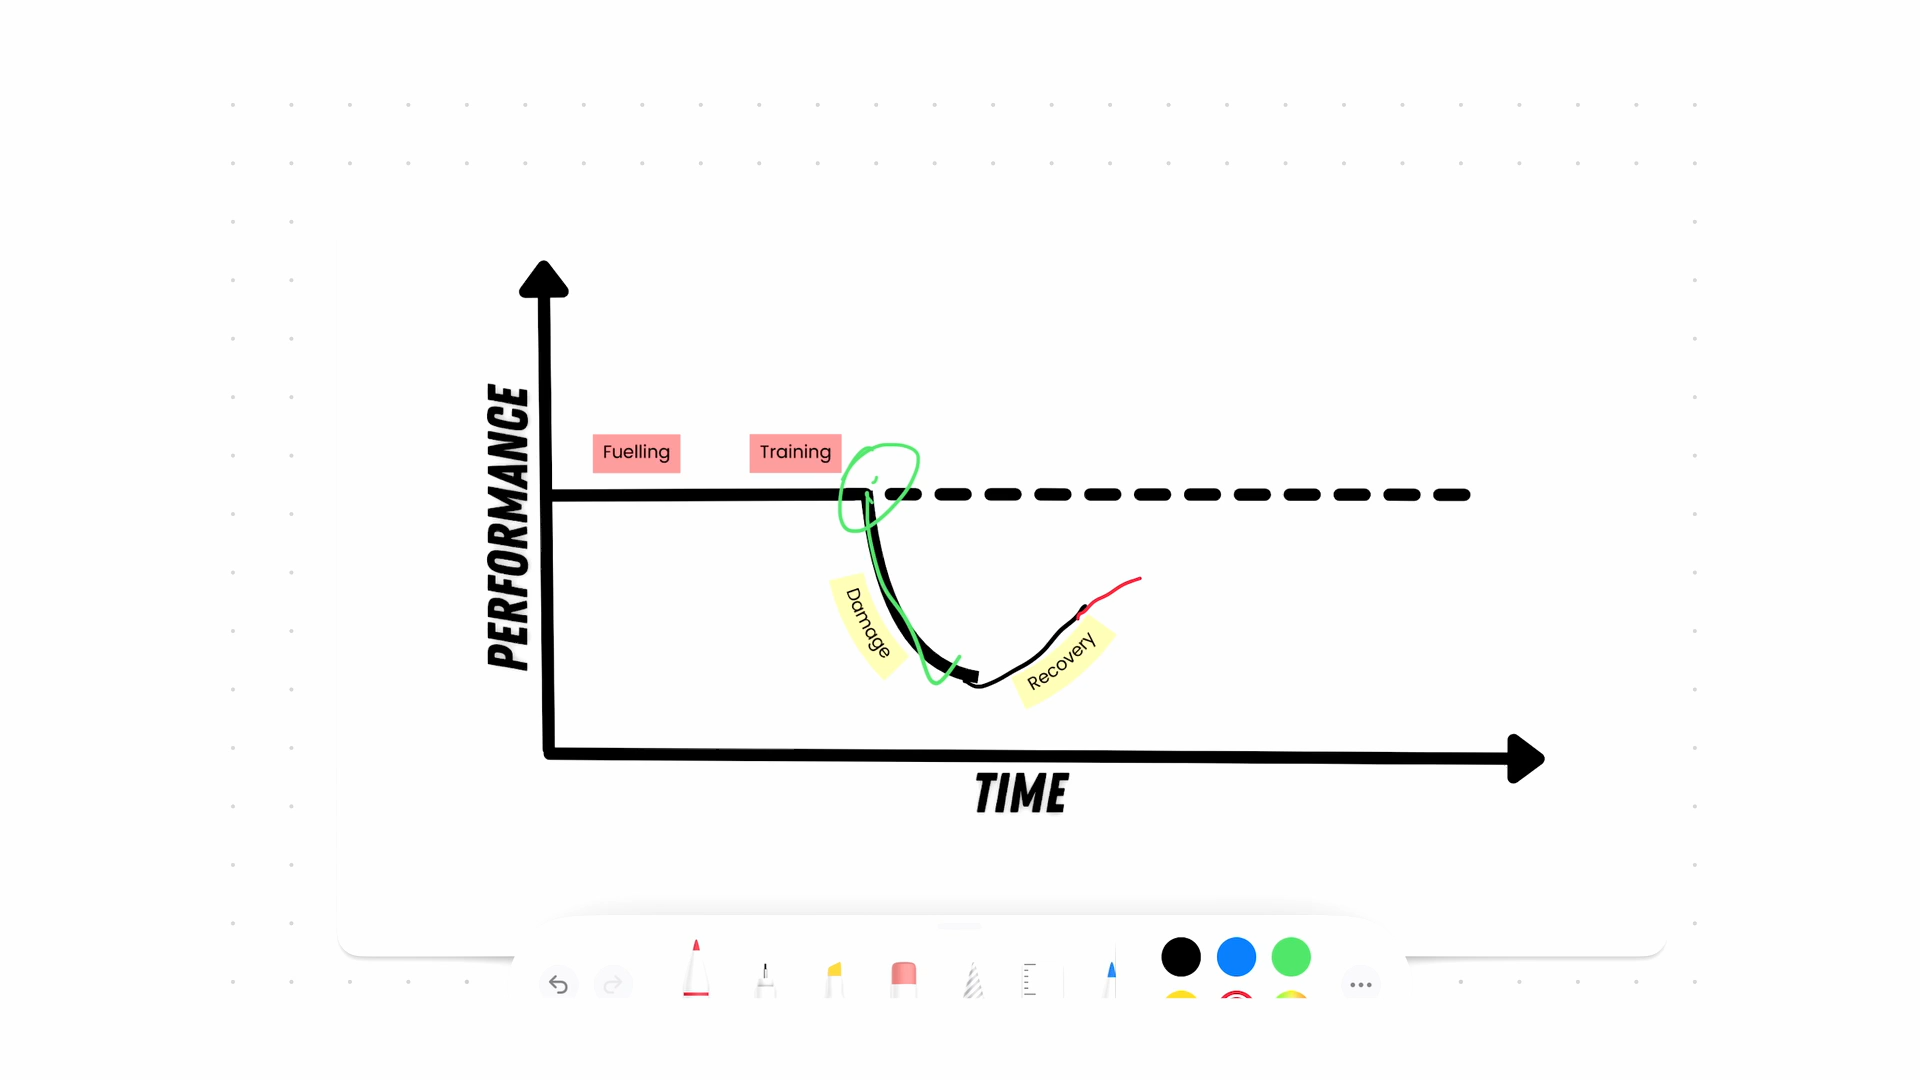 PERFORMANCE
Fuelling
Training
Damage
Recovery
TIME